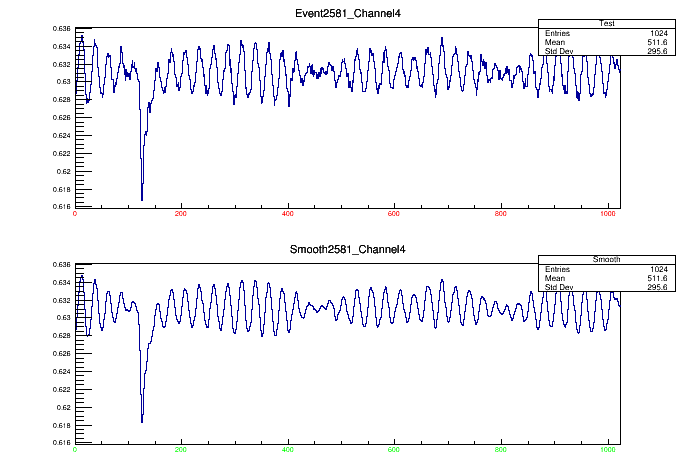 Event2581_Channel4
Test
Entries 1024
Mean 511.6
Std Dev 295.6
0.636
0.634
0.632
0.63
0.628
0.626
0.624
0.622
0.62
0.618
0.616
0 200 400 600 800 1000
Smooth2581_Channel4
Smooth
Entries 1024
Mean 511.6
Std Dev 295.6
0.636
0.634
0.632
0.63
0.628
0.626
0.624
0.622
0.62
0.618
0.616
0 200 400 600 800 1000